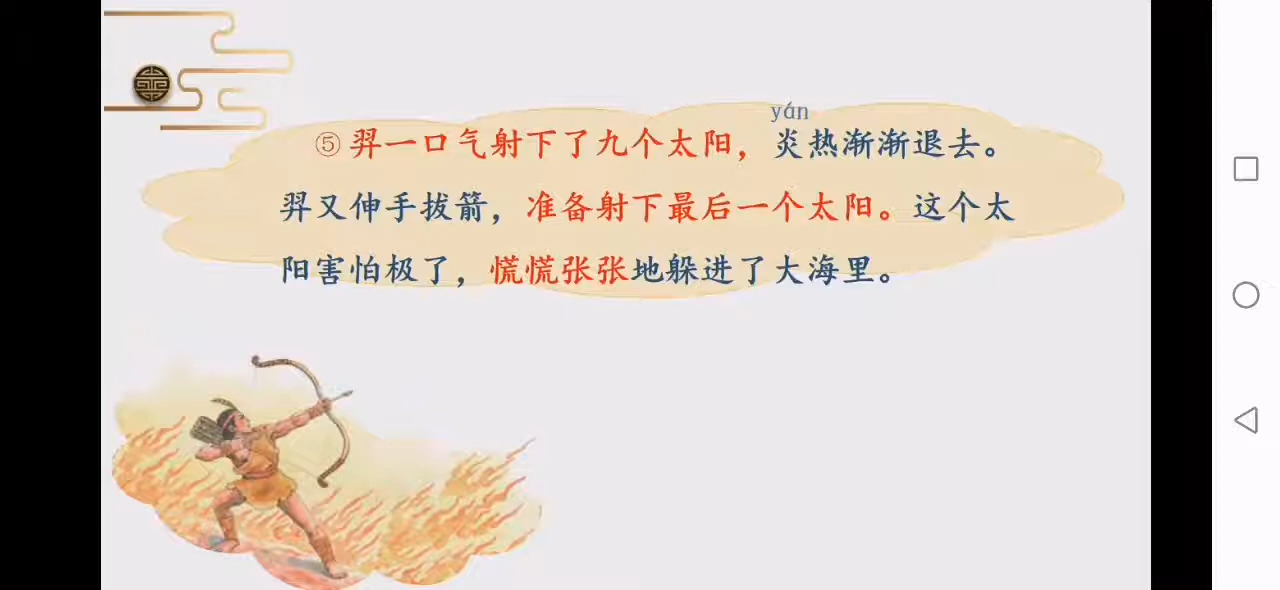 yán
⑤羿一口气射下了九个太阳，炎热渐渐退去。
羿又伸手拔箭，准备射下最后一个太阳。这个太
阳害怕极了，慌慌张张地躲进了大海里。